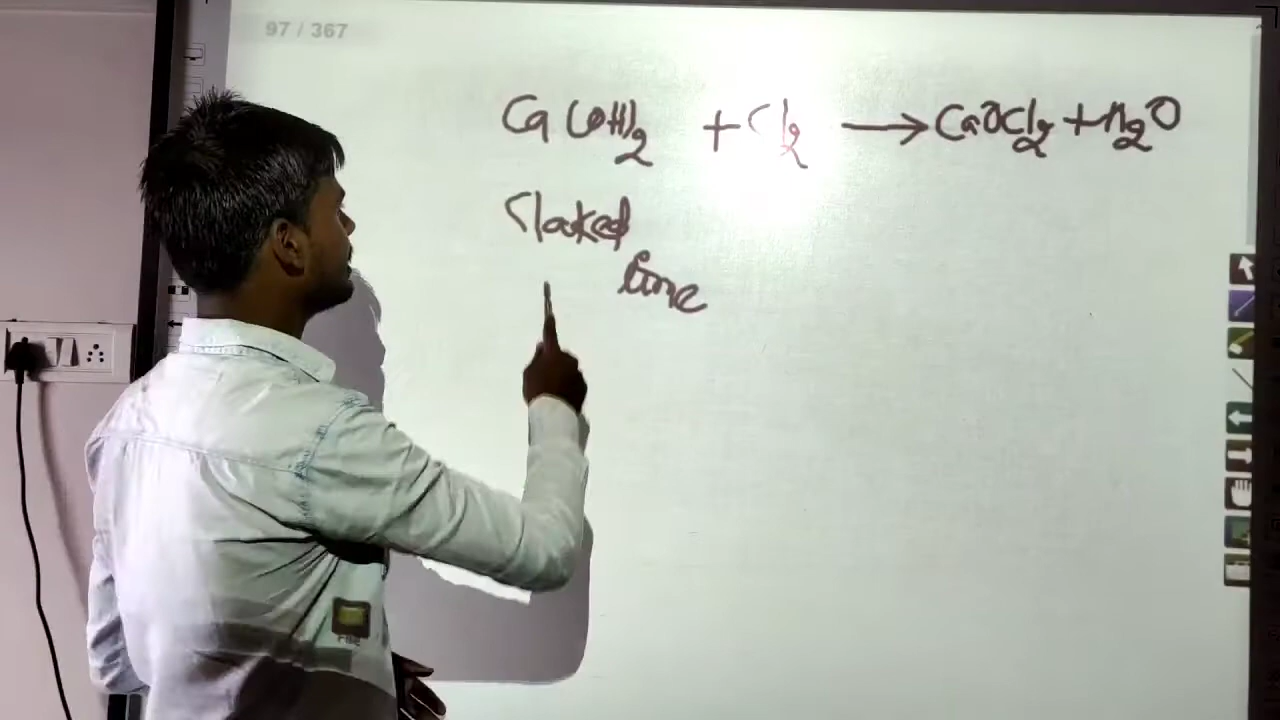 97 / 367
Ca(OH)₂ + Cl₂ → CaOCl₂ + H₂O
Slaked
lime